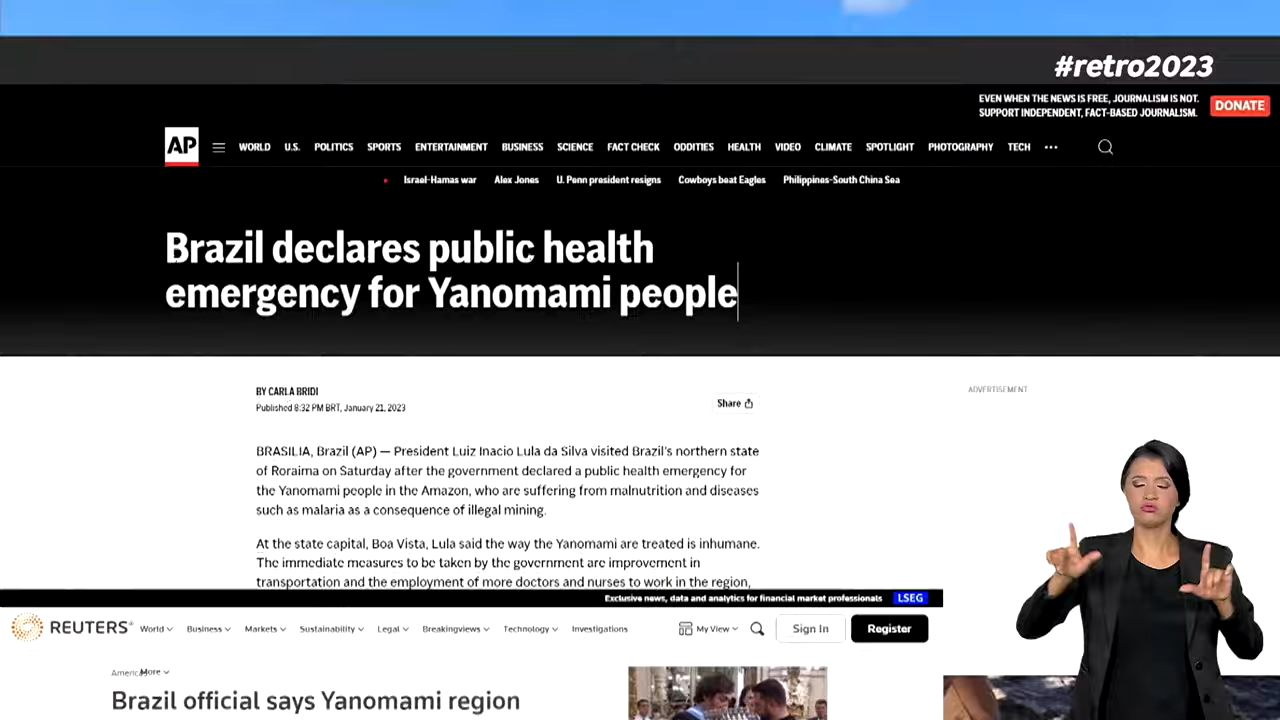 #retro2023
EVEN WHEN THE NEWS IS FREE, JOURNALISM IS NOT.
SUPPORT INDEPENDENT, FACT-BASED JOURNALISM.
DONATE
AP
WORLD U.S. POLITICS SPORTS ENTERTAINMENT BUSINESS SCIENCE FACT CHECK ODDITIES HEALTH VIDEO CLIMATE SPOTLIGHT PHOTOGRAPHY TECH •••
Israel-Hamas war Alex Jones U. Penn president resigns Cowboys beat Eagles Philippines-South China Sea
Brazil declares public health
emergency for Yanomami people
BY CARLA BRIDI
Published 8:32 PM BRT, January 21, 2023
Share
ADVERTISEMENT
BRASILIA, Brazil (AP) — President Luiz Inacio Lula da Silva visited Brazil's northern state
of Roraima on Saturday after the government declared a public health emergency for
the Yanomami people in the Amazon, who are suffering from malnutrition and diseases
such as malaria as a consequence of illegal mining.
At the state capital, Boa Vista, Lula said the way the Yanomami are treated is inhumane.
The immediate measures to be taken by the government are improvement in
transportation and the employment of more doctors and nurses to work in the region,
Exclusive news, data and analytics for financial market professionals LSEG
REUTERS® World Business Markets Sustainability Legal Breakingviews Technology Investigations My View Sign In Register
More
Brazil official says Yanomami region